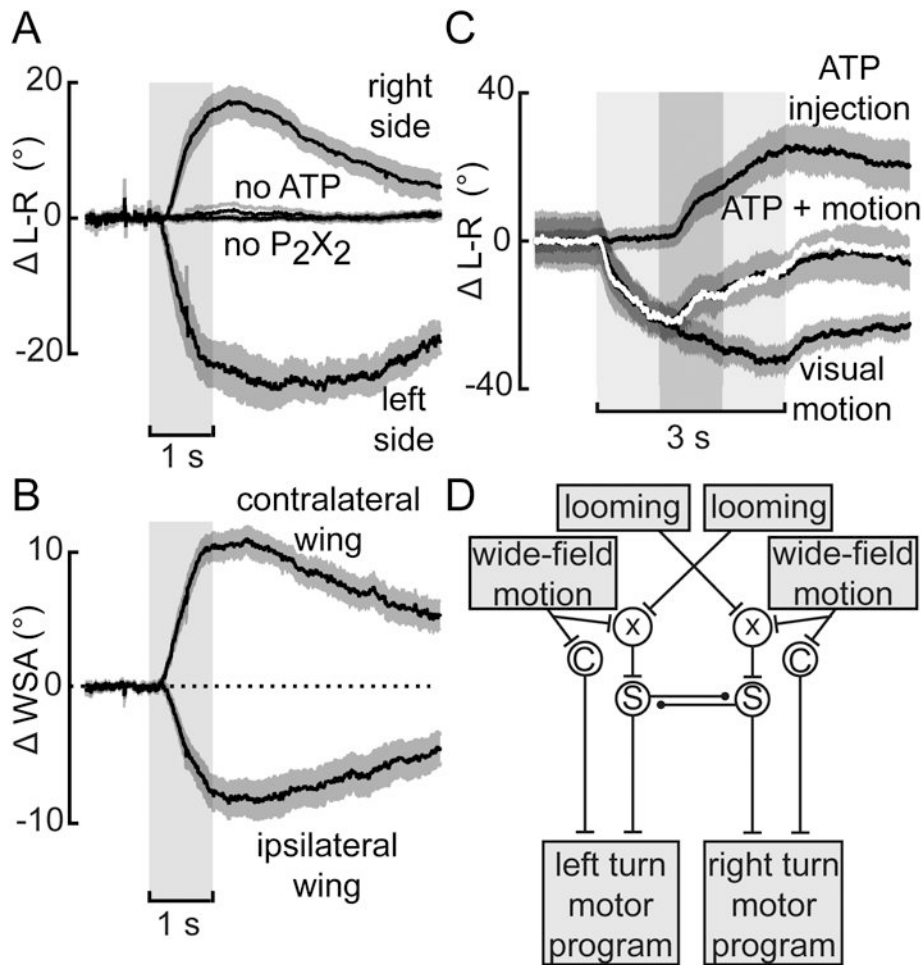 A
20
0
-20
Δ L-R (°)
right
side
no ATP
no P2X2
left
side
1 s
C
40
0
-40
Δ L-R (°)
ATP
injection
ATP + motion
visual
motion
3 s
B
10
0
-10
Δ WSA (°)
contralateral
wing
ipsilateral
wing
1 s
D
looming
looming
wide-field
motion
wide-field
motion
x
x
C
C
S
S
left turn
motor
program
right turn
motor
program